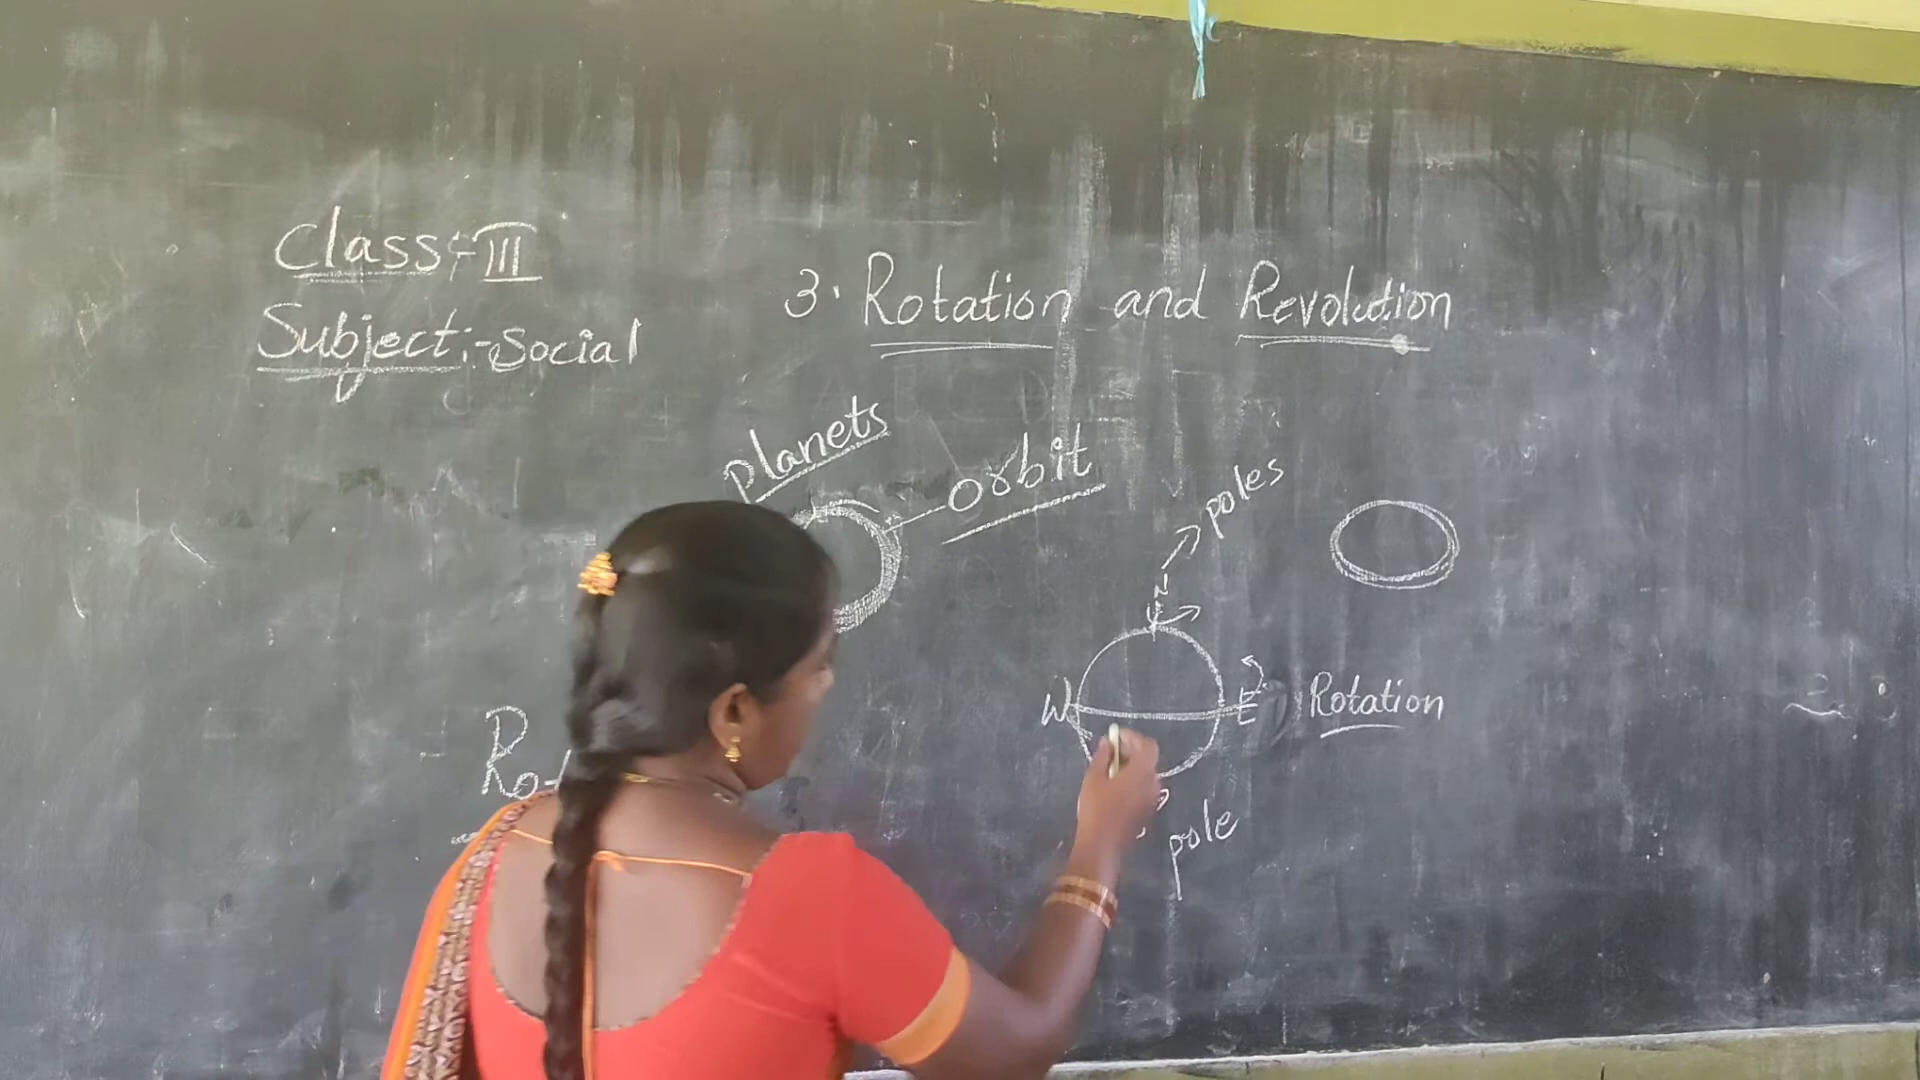 Class:- III
Subject:- Social
3. Rotation and Revolution
planets
orbit
poles
N
W
E
Rotation
pole